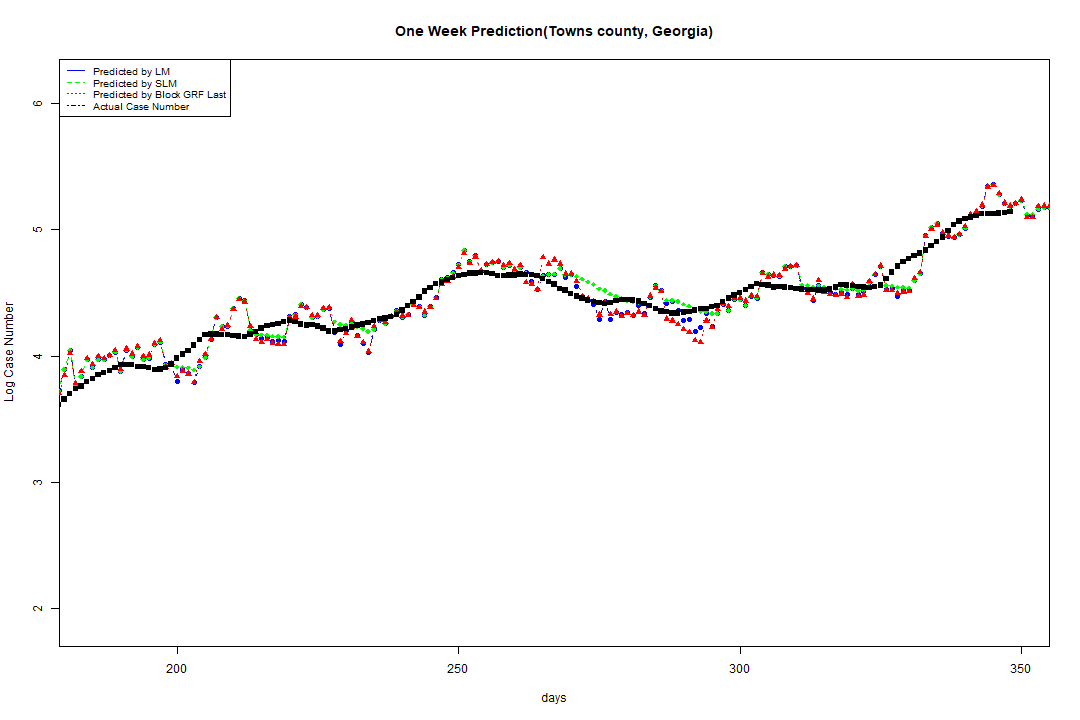 One Week Prediction(Towns county, Georgia)
Predicted by LM
Predicted by SLM
Predicted by Block GRF Last
Actual Case Number
6
5
4
3
2
Log Case Number
200
250
300
350
days